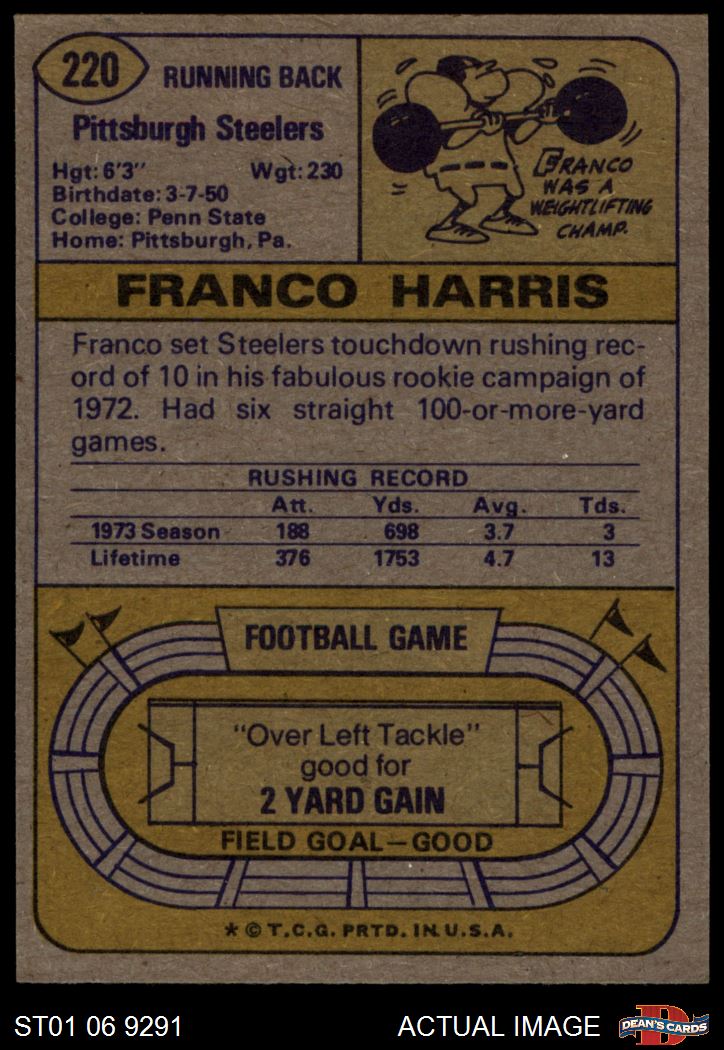 220
RUNNING BACK
Pittsburgh Steelers
Hgt: 6'3" Wgt: 230
Birthdate: 3-7-50
College: Penn State
Home: Pittsburgh, Pa.
FRANCO
WAS A
WEIGHTLIFTING
CHAMP.
FRANCO HARRIS
Franco set Steelers touchdown rushing rec-
ord of 10 in his fabulous rookie campaign of
1972. Had six straight 100-or-more-yard
games.
RUSHING RECORD
Att. Yds. Avg. Tds.
1973 Season 188 698 3.7 3
Lifetime 376 1753 4.7 13
FOOTBALL GAME
"Over Left Tackle"
good for
2 YARD GAIN
FIELD GOAL—GOOD
* © T.C.G. PRTD. IN U.S.A.
ST01 06 9291 ACTUAL IMAGE D DEAN'S CARDS